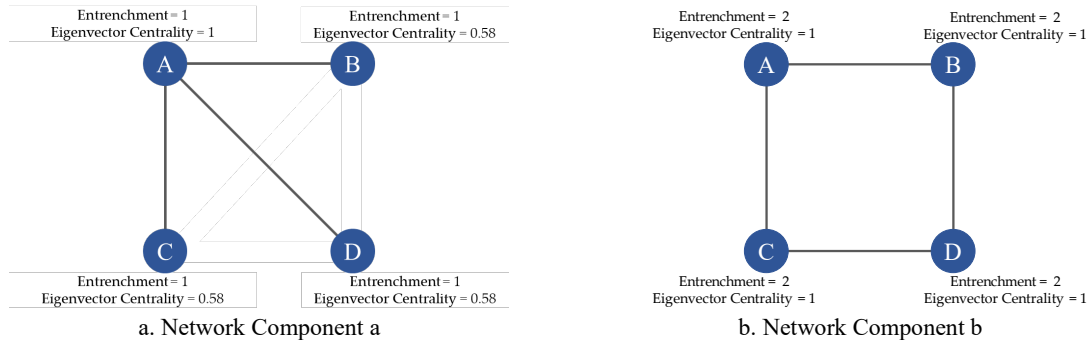 Entrenchment = 1
Eigenvector Centrality = 1
Entrenchment = 1
Eigenvector Centrality = 0.58
A
B
C
D
Entrenchment = 1
Eigenvector Centrality = 0.58
Entrenchment = 1
Eigenvector Centrality = 0.58
a. Network Component a
Entrenchment = 2
Eigenvector Centrality = 1
Entrenchment = 2
Eigenvector Centrality = 1
A
B
C
D
Entrenchment = 2
Eigenvector Centrality = 1
Entrenchment = 2
Eigenvector Centrality = 1
b. Network Component b